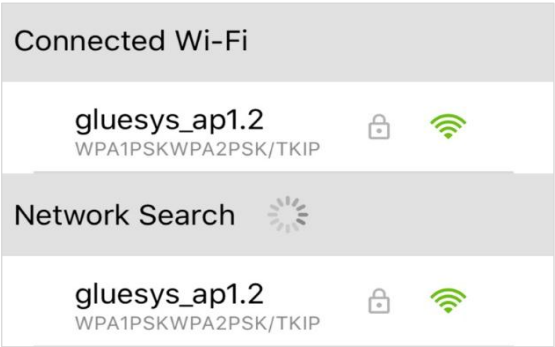 Connected Wi-Fi
gluesys_ap1.2
WPA1PSKWPA2PSK/TKIP
Network Search
gluesys_ap1.2
WPA1PSKWPA2PSK/TKIP